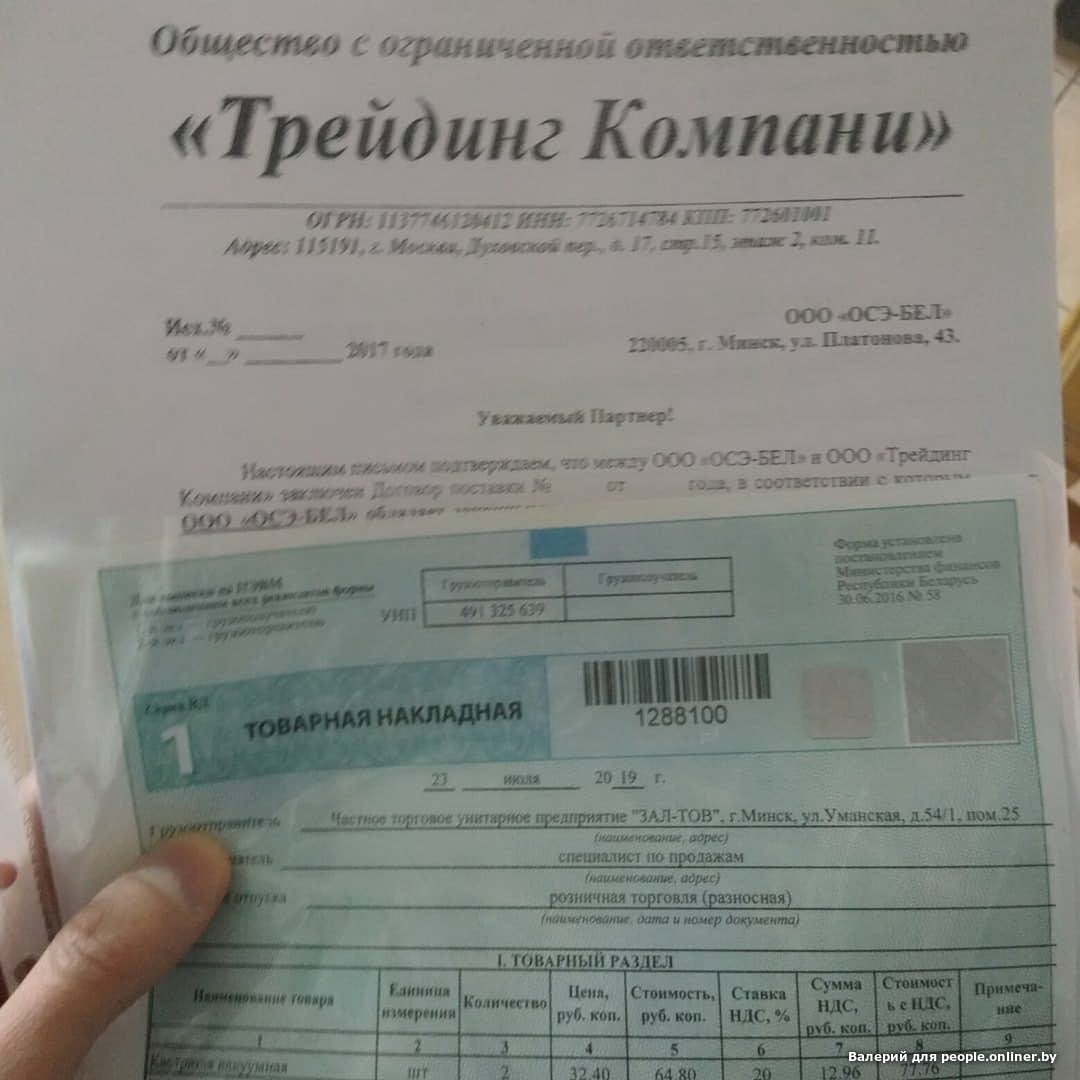 Общество с ограниченной ответственностью
«Трейдинг Компани»
ОГРН: 1137746126412 ИНН: 7726714784 КПП: 772601001
Адрес: 115191, г. Москва, Духовской пер., д. 17, стр.15, этаж 2, ком. 11.
Исх.№ ______
от «__» ________ 2017 года
ООО «ОСЭ-БЕЛ»
220005, г. Минск, ул. Платонова, 43.
Уважаемый Партнер!
Настоящим письмом подтверждаем, что между ООО «ОСЭ-БЕЛ» и ООО «Трейдинг
Компани» заключен Договор поставки № от года, в соответствии с которым
ООО «ОСЭ-БЕЛ»
Форма установлена
постановлением
Министерства финансов
Республики Беларусь
30.06.2016 № 58
Грузоотправитель Грузополучатель
УНП 491 325 639
Серия
1 ТОВАРНАЯ НАКЛАДНАЯ
1288100
23 июля 20 19 г.
Грузоотправитель Частное торговое унитарное предприятие "ЗАЛ-ТОВ", г.Минск, ул.Уманская, д.54/1, пом.25
(наименование, адрес)
специалист по продажам
(наименование, адрес)
отпуска розничная торговля (разносная)
(наименование, дата и номер документа)
I. ТОВАРНЫЙ РАЗДЕЛ
Наименование товара Единица измерения Количество Цена, руб. коп. Стоимость, руб. коп. Ставка НДС, % Сумма НДС, руб. коп. Стоимость с НДС, руб. коп. Примечание
1 2 3 4 5 6 7 8 9
Кастрюля вакуумная шт 2 32,40 64,80 20 12,96 77,76
Валерий для people.onliner.by